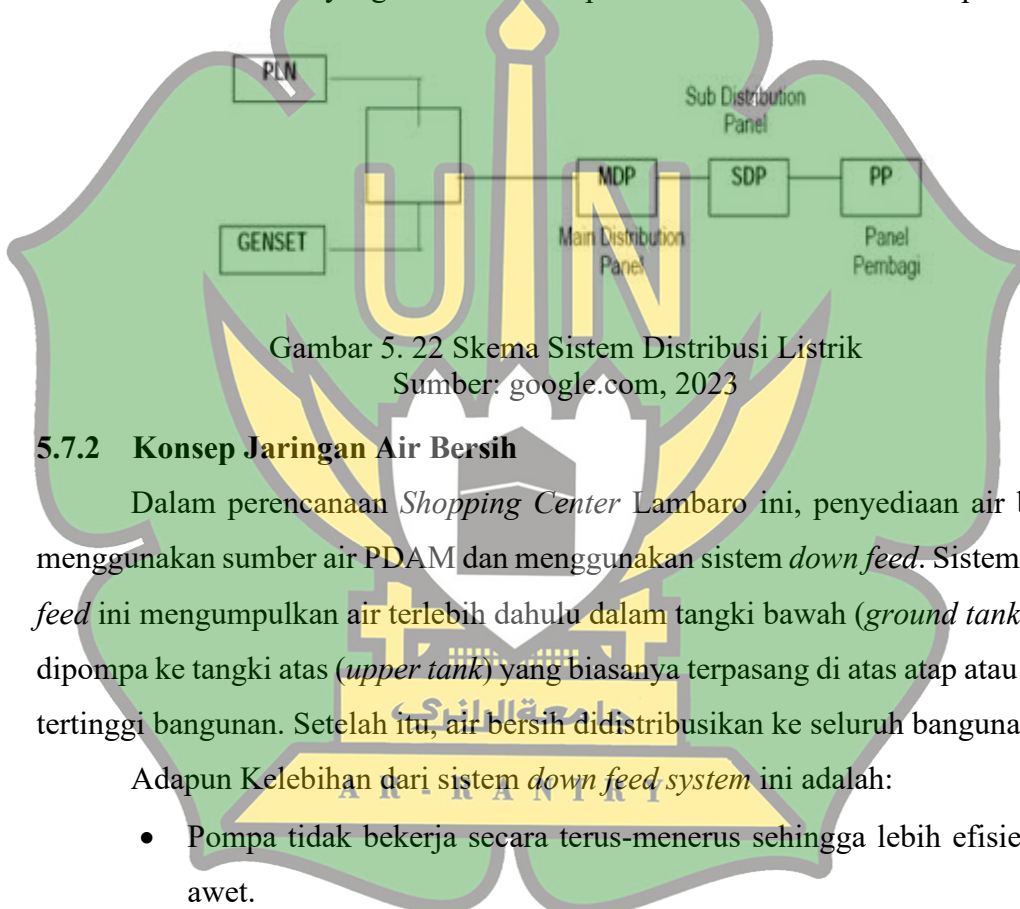 PLN
Sub Distribution
Panel
MDP
SDP
PP
GENSET
Main Distribution
Panel
Panel
Pembagi
UIN
Gambar 5. 22 Skema Sistem Distribusi Listrik
Sumber: google.com, 2023
5.7.2 Konsep Jaringan Air Bersih
Dalam perencanaan Shopping Center Lambaro ini, penyediaan air
menggunakan sumber air PDAM dan menggunakan sistem down feed. Sistem
feed ini mengumpulkan air terlebih dahulu dalam tangki bawah (ground tank
dipompa ke tangki atas (upper tank) yang biasanya terpasang di atas atap atau
tertinggi bangunan. Setelah itu, air bersih didistribusikan ke seluruh banguna
جامعة الرانري
Adapun Kelebihan dari sistem down feed system ini adalah:
AR-RANIRY
• Pompa tidak bekerja secara terus-menerus sehingga lebih efisie
awet.